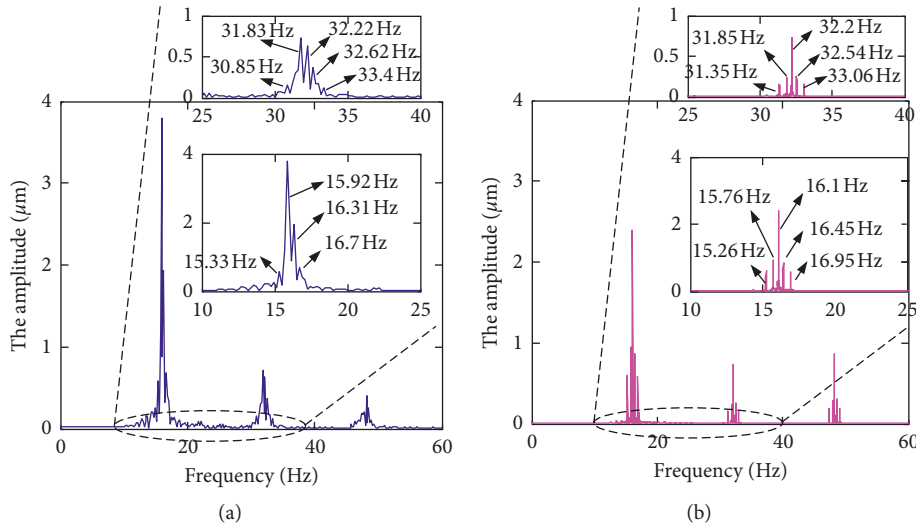 1
0.5
0
31.83 Hz
32.22 Hz
32.62 Hz
30.85 Hz
33.4 Hz
25 30 35 40
4
3
2
1
0
The amplitude (μm)
4
2
0
15.92 Hz
16.31 Hz
15.33 Hz
16.7 Hz
10 15 20 25
0 20 40 60
Frequency (Hz)
(a)
1
0.5
0
32.2 Hz
31.85 Hz
32.54 Hz
31.35 Hz
33.06 Hz
25 30 35 40
4
3
2
1
0
The amplitude (μm)
4
2
0
15.76 Hz
16.1 Hz
16.45 Hz
15.26 Hz
16.95 Hz
10 15 20 25
0 20 40 60
Frequency (Hz)
(b)